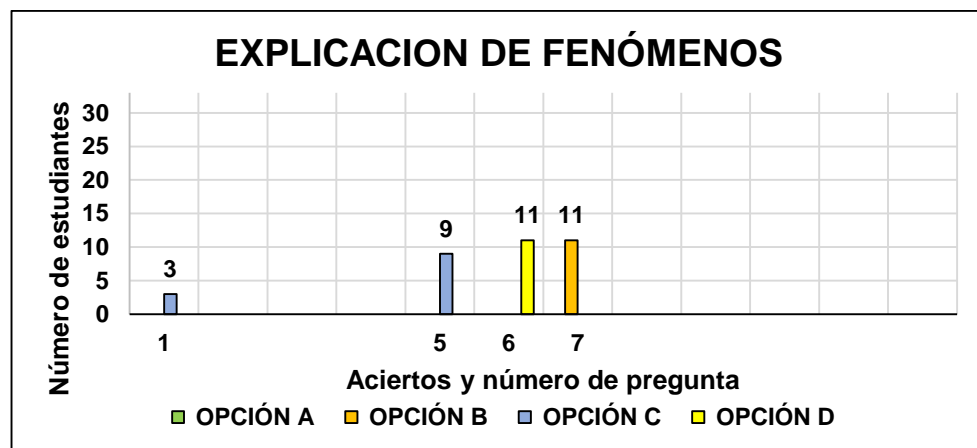 EXPLICACION DE FENÓMENOS
Número de estudiantes
30
25
20
15
10
5
0
3
9
11
11
1
5
6
7
Aciertos y número de pregunta
OPCIÓN A
OPCIÓN B
OPCIÓN C
OPCIÓN D